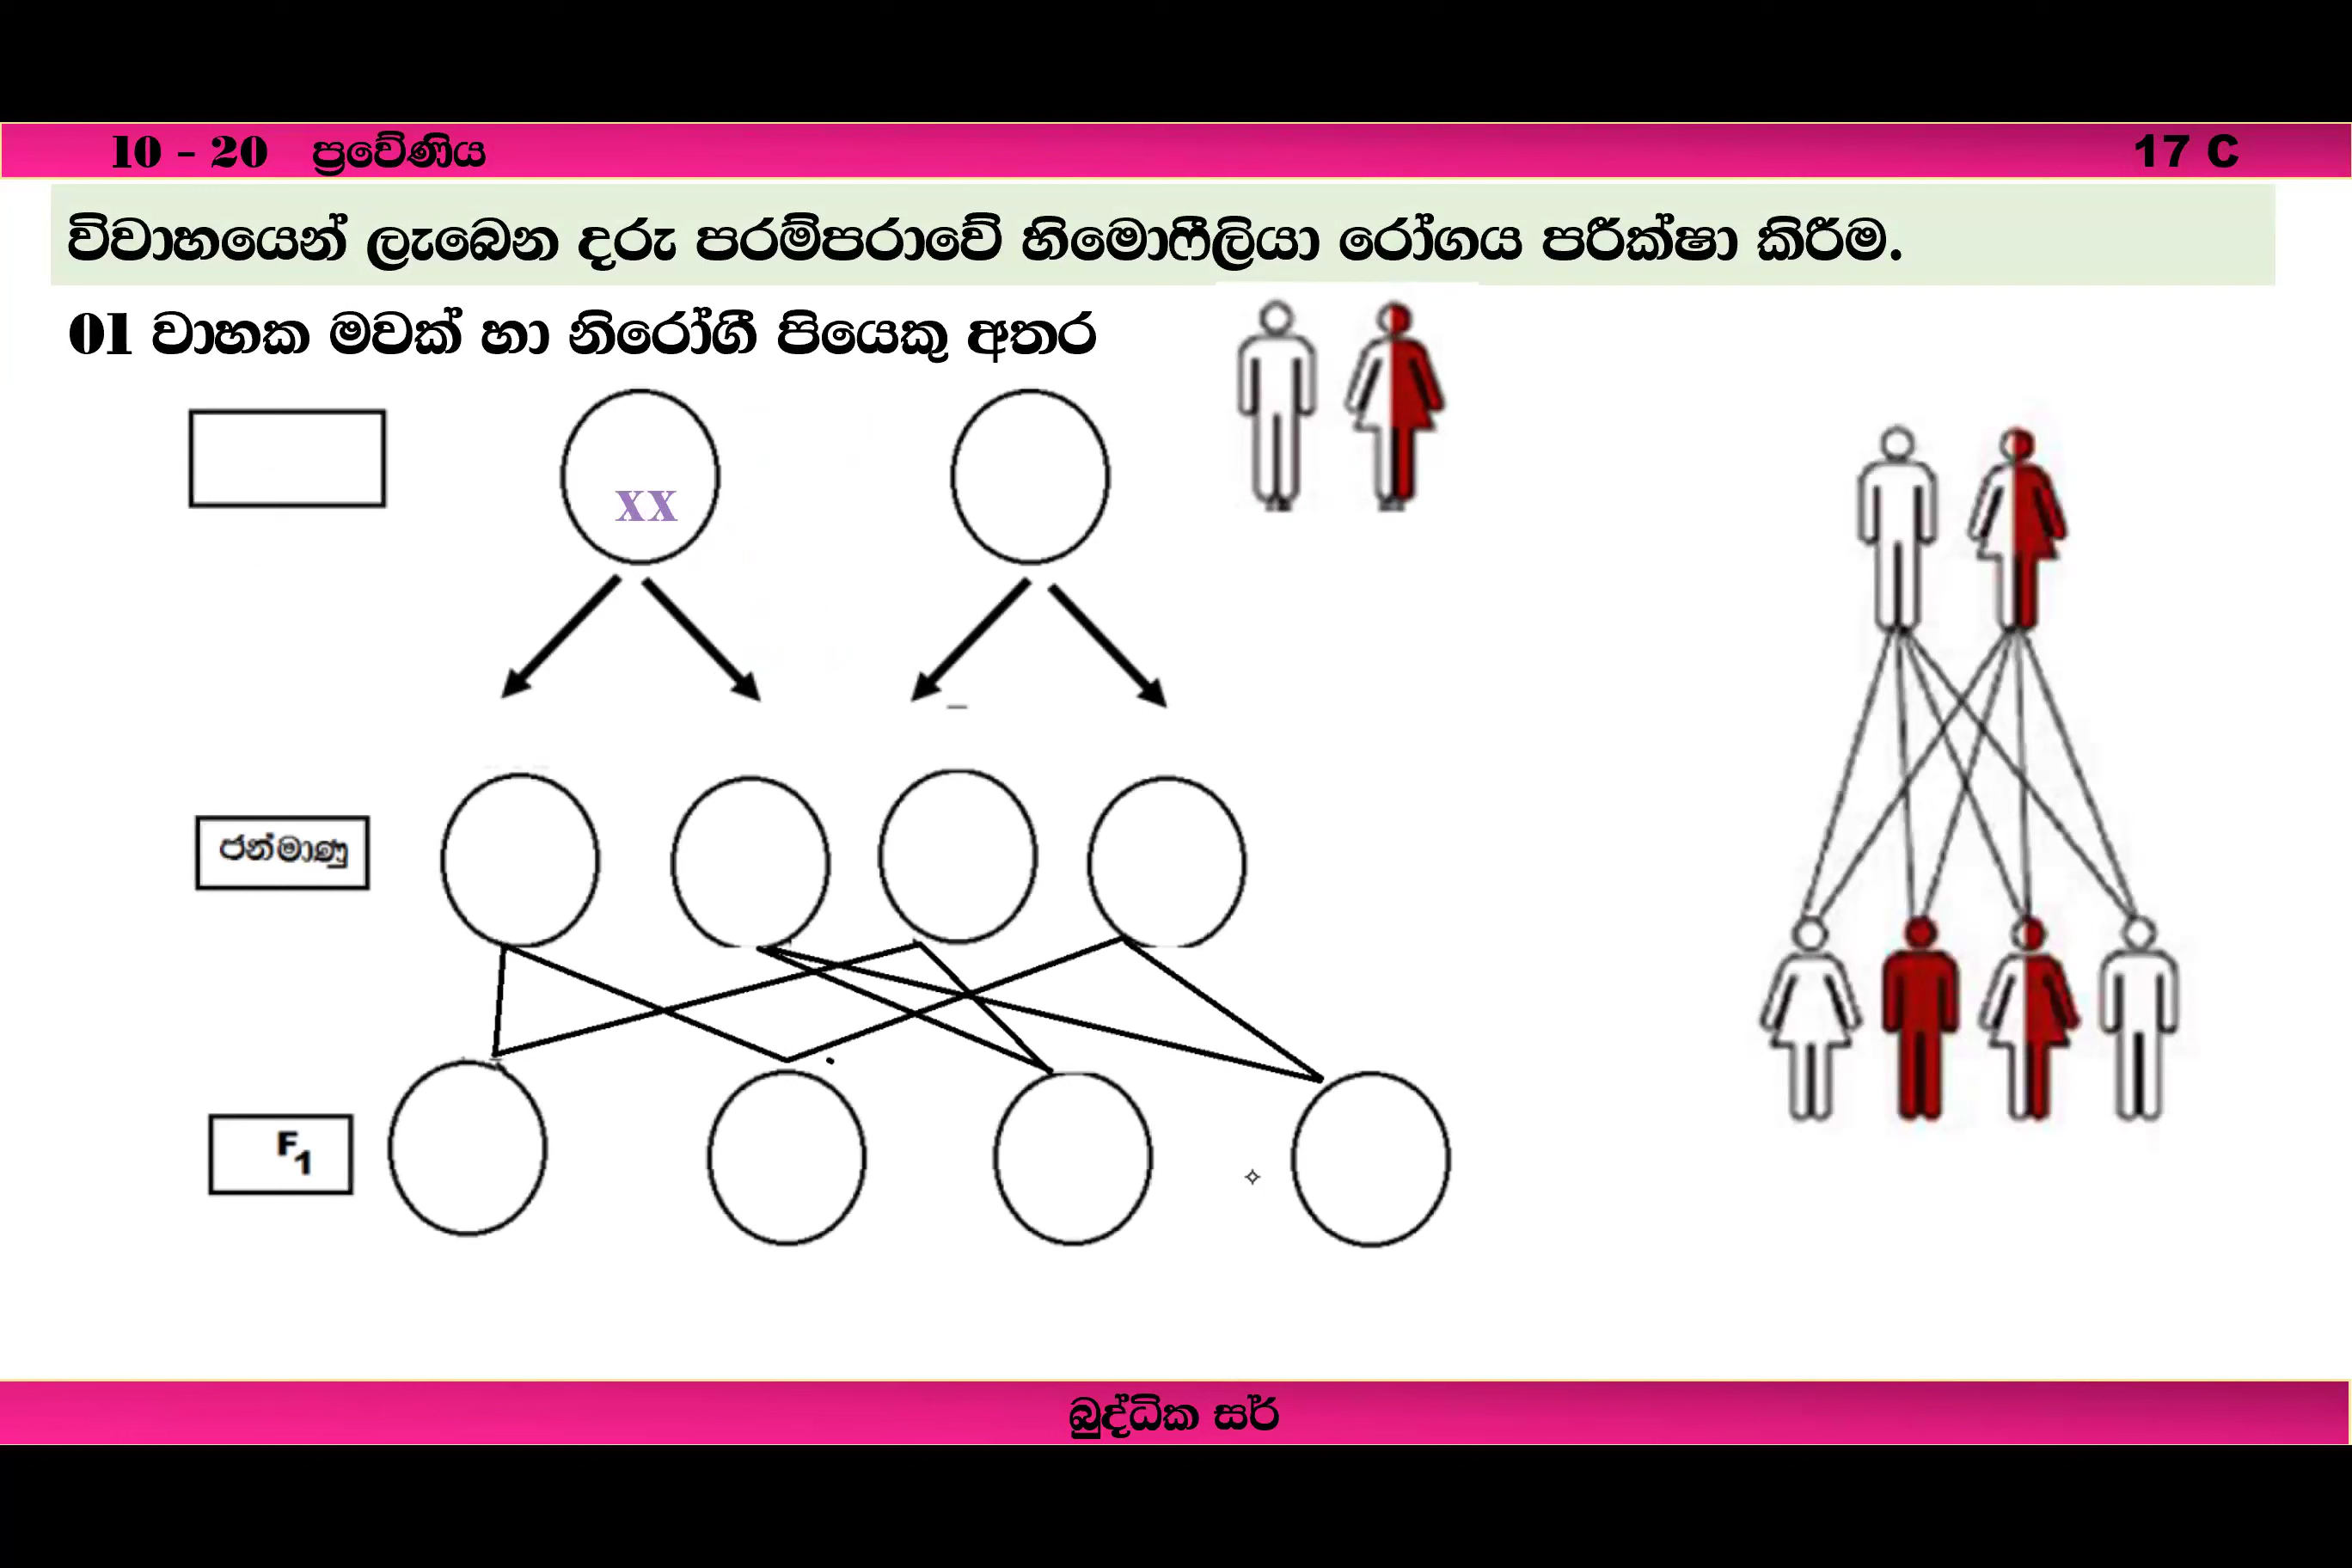 10 - 20 ප්‍රවේණිය
17 C
විවාහයෙන් ලැබෙන දරු පරම්පරාවේ හිමොෆීලියා රෝගය පරීක්ෂා කිරීම.
01 වාහක මවක් හා නිරෝගී පියෙකු අතර
xx
ජන්මාණු
F1
බුද්ධික සර්